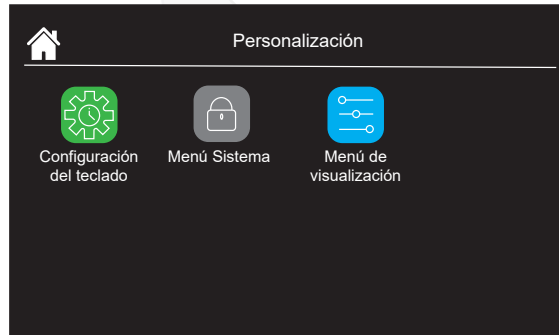 Personalización
Configuración
del teclado
Menú Sistema
Menú de
visualización